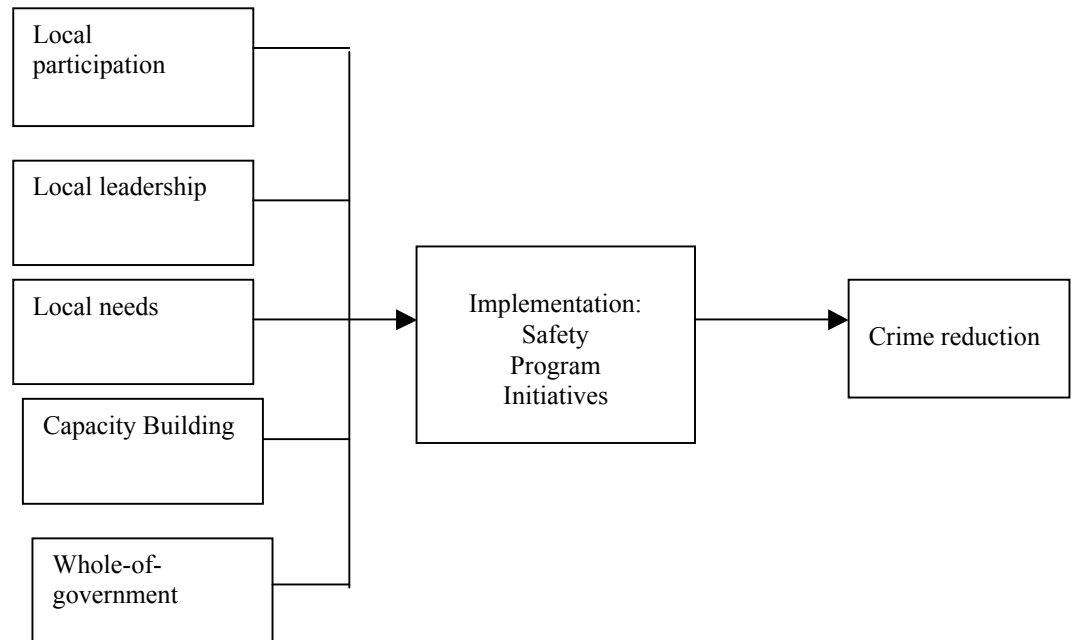 Local
participation
Local leadership
Local needs
Capacity Building
Whole-of-
government
Implementation:
Safety
Program
Initiatives
Crime reduction